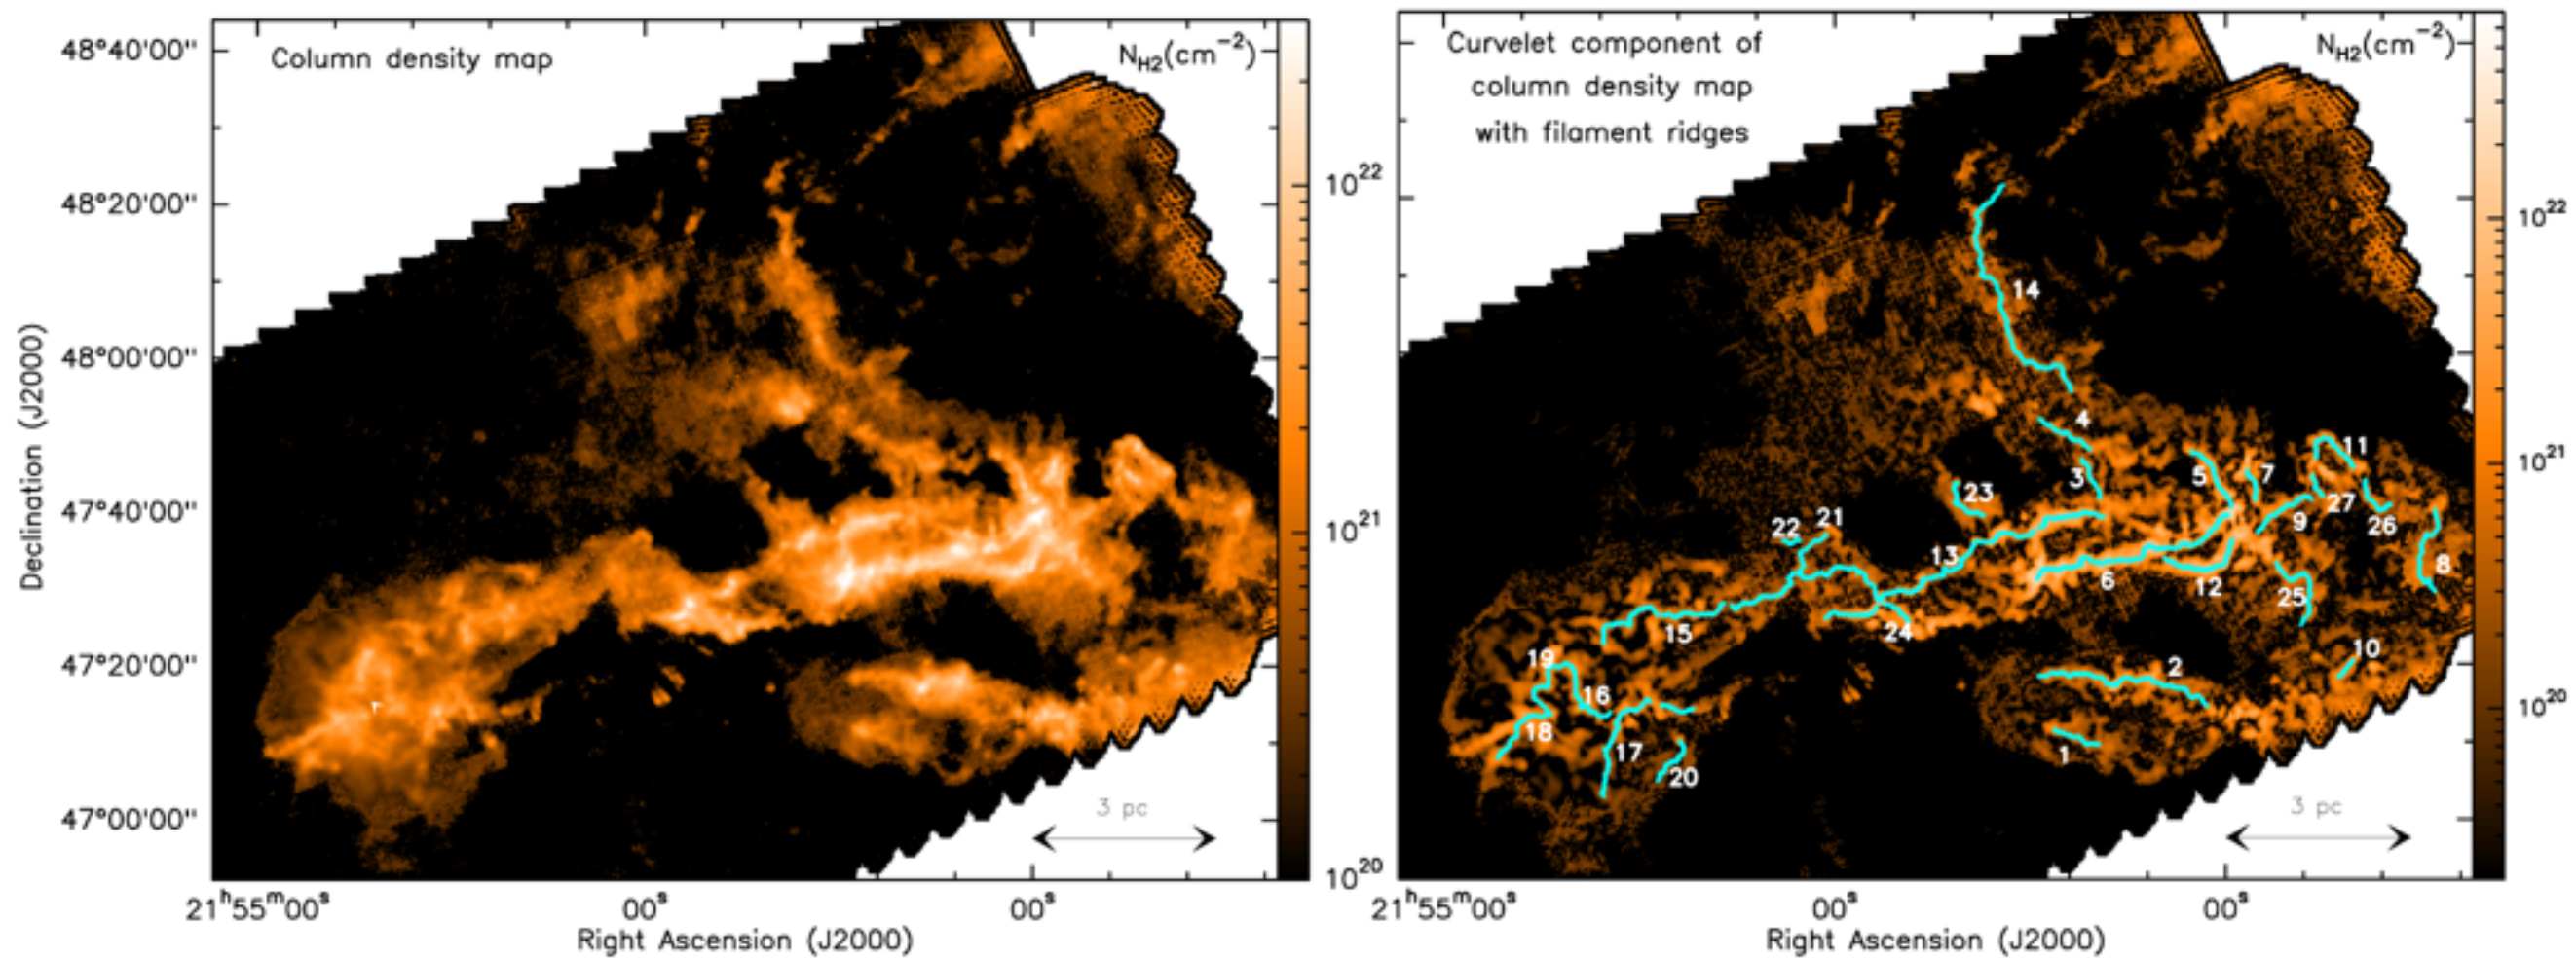 Column density map
N_H2(cm^-2)
48°40'00"
48°20'00"
48°00'00"
47°40'00"
47°20'00"
47°00'00"
Declination (J2000)
10^22
10^21
10^20
3 pc
21^h55^m00^s
00^s
00^s
Right Ascension (J2000)
Curvelet component of
column density map
with filament ridges
N_H2(cm^-2)
10^22
10^21
10^20
14
4
3
5
7
11
27
9
26
8
23
22
21
13
6
12
25
15
24
19
16
18
17
20
2
10
1
3 pc
21^h55^m00^s
00^s
00^s
Right Ascension (J2000)